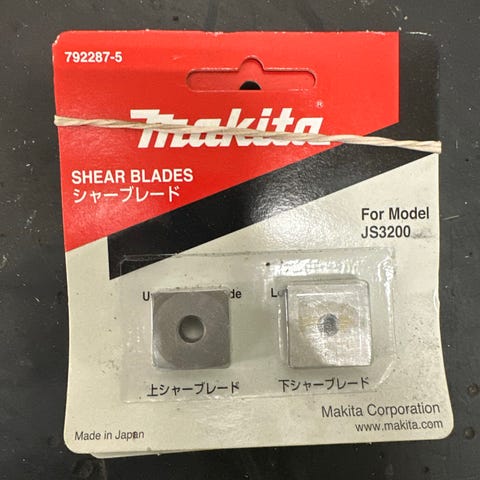 792287-5
makita®
SHEAR BLADES
シャーブレード
For Model
JS3200
上シャーブレード
下シャーブレード
Makita Corporation
www.makita.com
Made in Japan